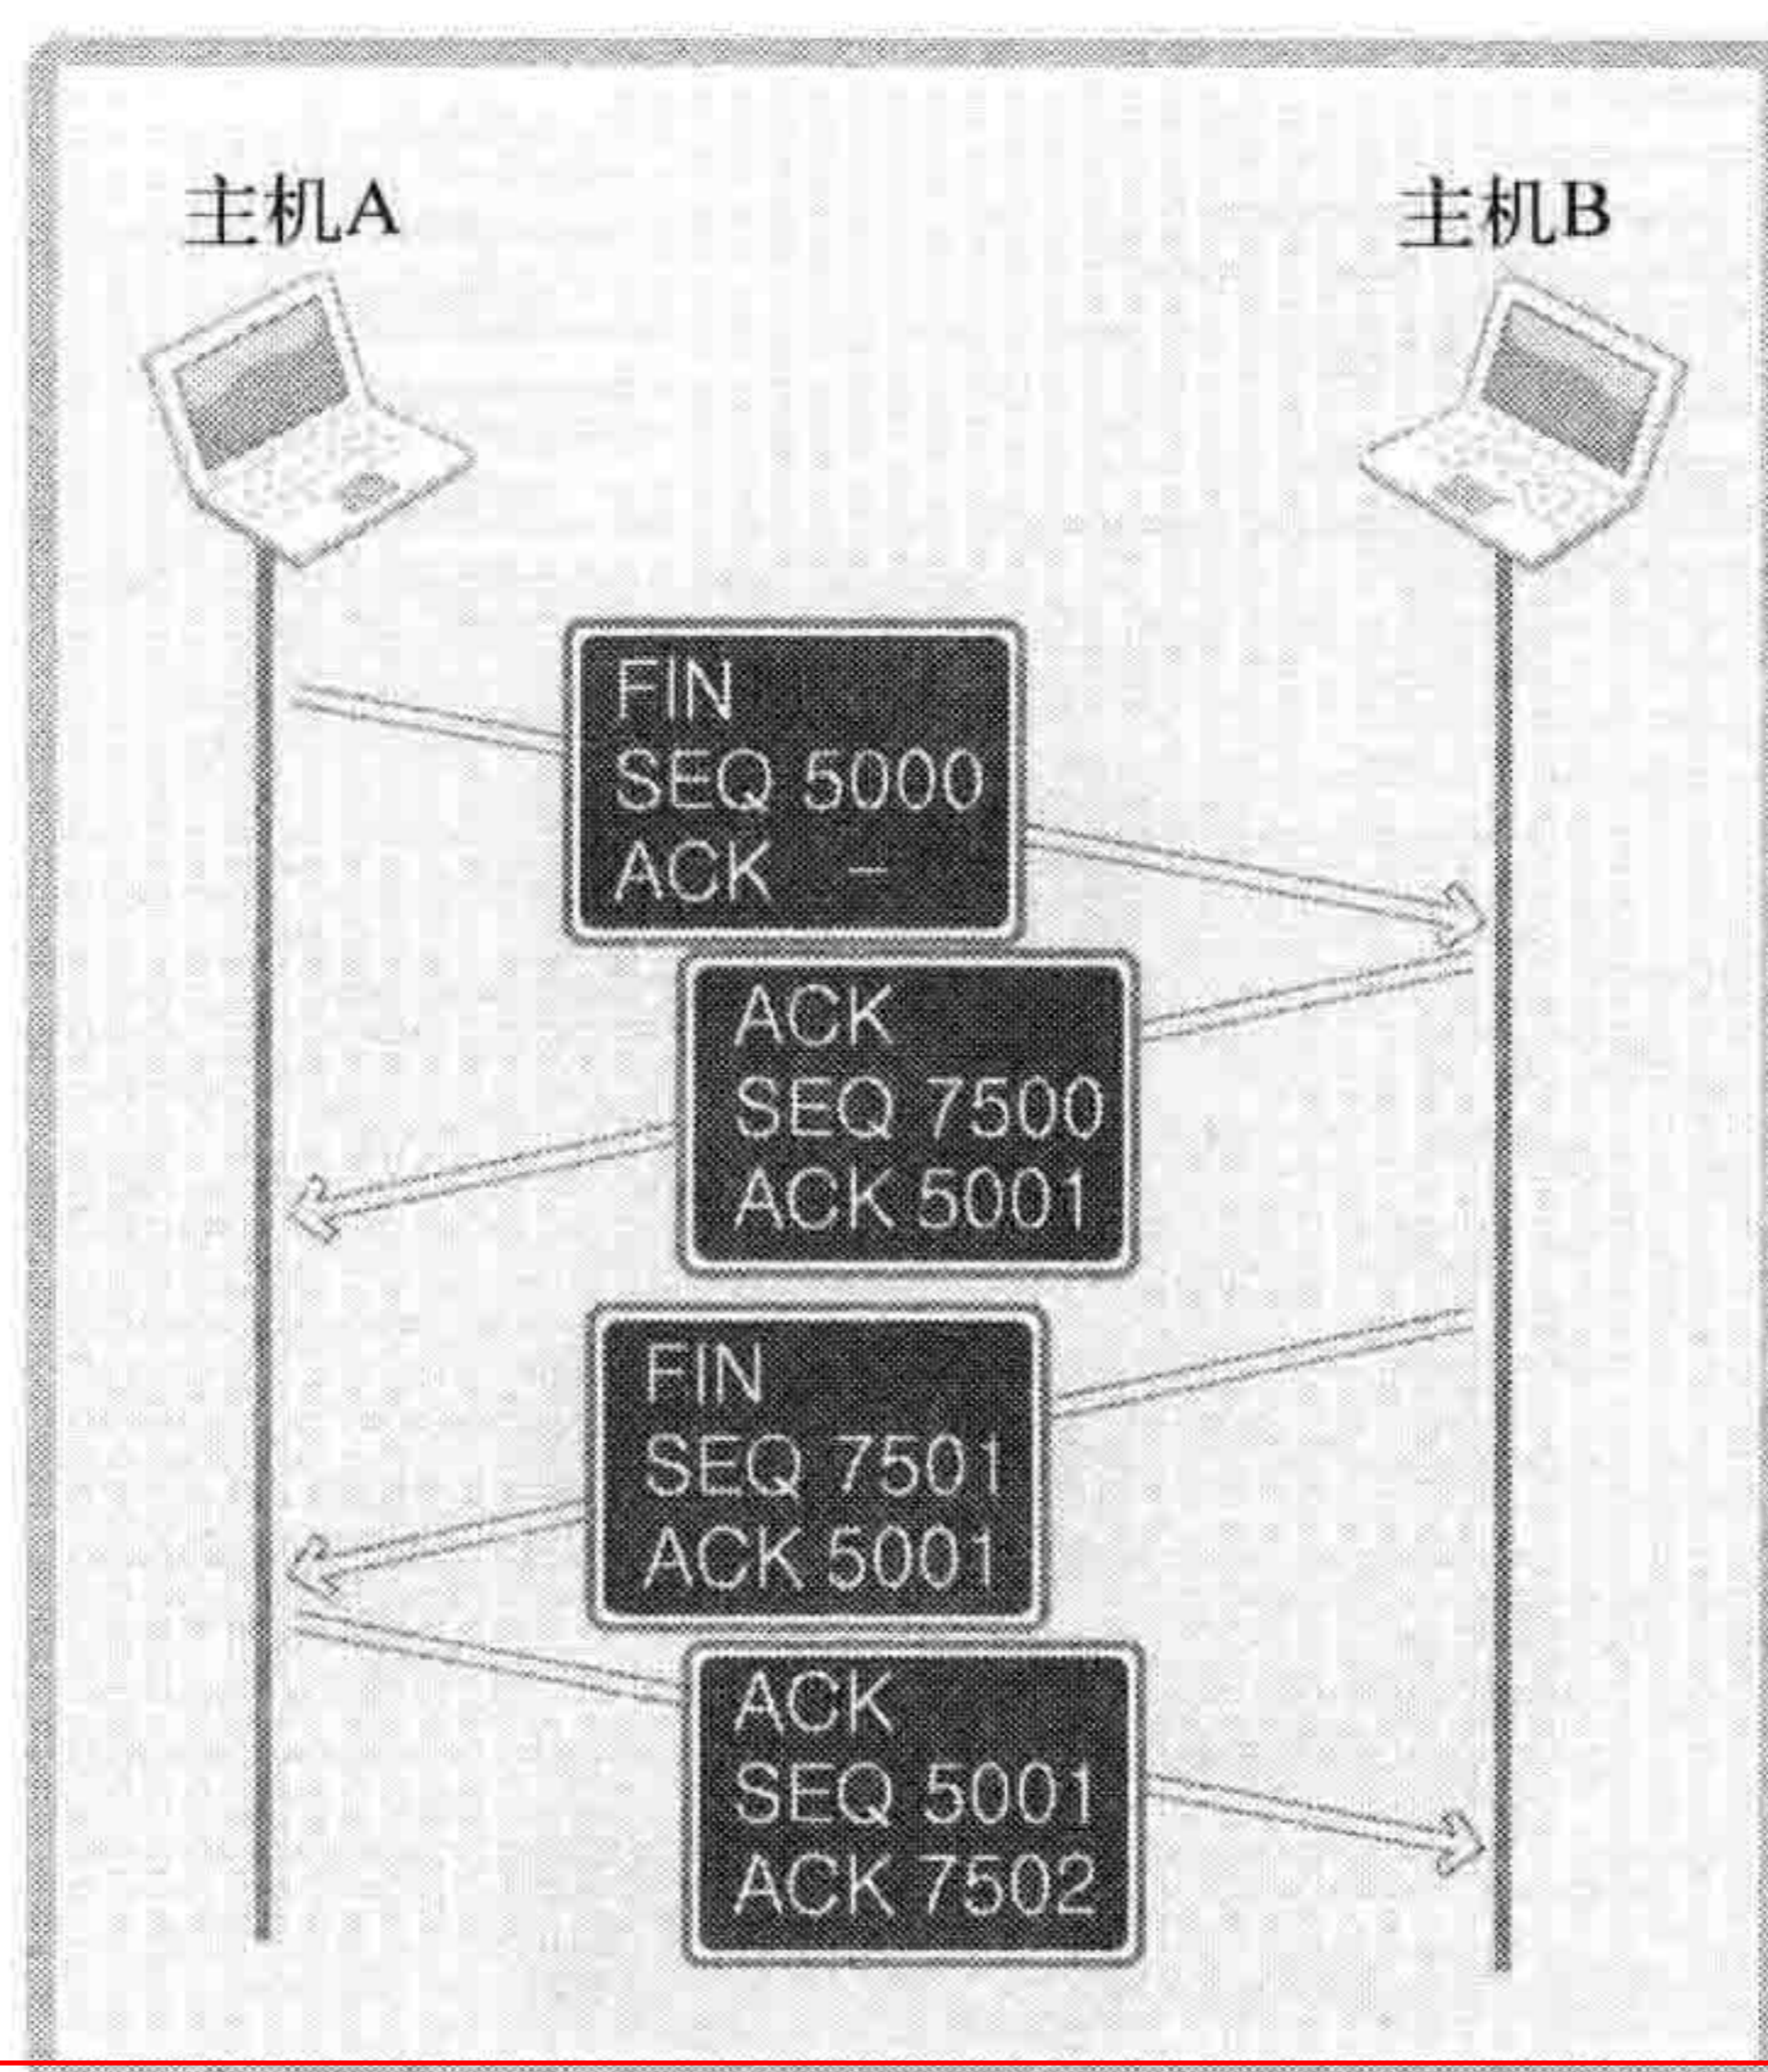 主机A
主机B
FIN
SEQ 5000
ACK –
ACK
SEQ 7500
ACK 5001
FIN
SEQ 7501
ACK 5001
ACK
SEQ 5001
ACK 7502